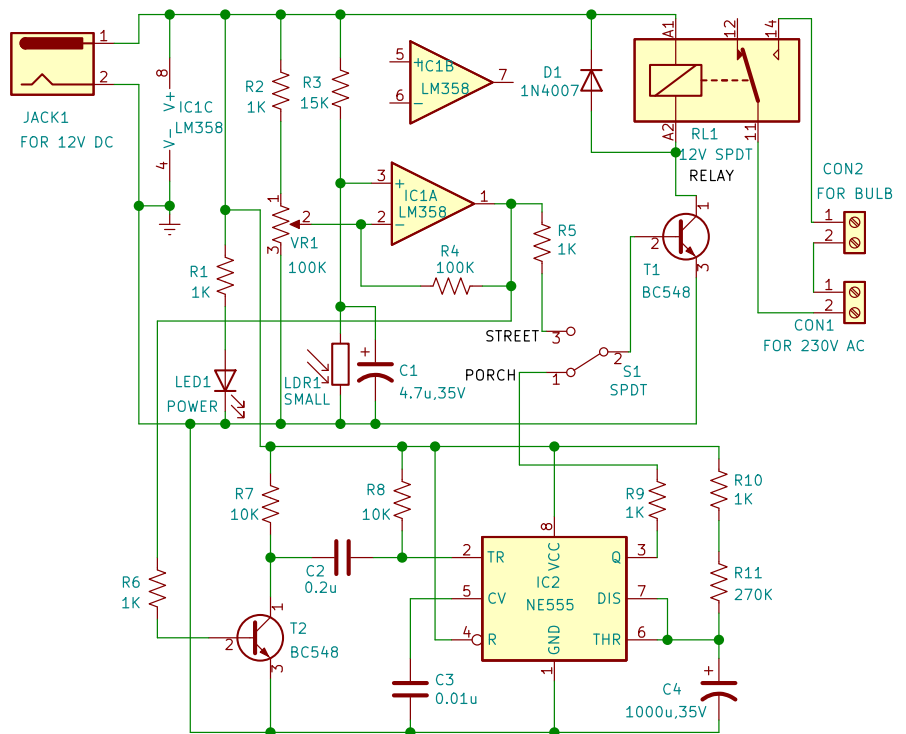 1
2
JACK1
FOR 12V DC
8
V+
V-
4
IC1C
LM358
R2
1K
R3
15K
5
6
7
+
-
IC1B
LM358
D1
1N4007
A1
A2
12
14
11
RL1
12V SPDT
RELAY
CON2
FOR BULB
1
2
1
2
CON1
FOR 230V AC
3
2
1
+
-
IC1A
LM358
1
2
3
VR1
100K
R4
100K
R5
1K
1
2
3
T1
BC548
R1
1K
STREET
3
PORCH
1
2
S1
SPDT
LED1
POWER
LDR1
SMALL
+
C1
4.7u,35V
R7
10K
R8
10K
R9
1K
R10
1K
C2
0.2u
R6
1K
1
2
3
T2
BC548
2
TR
5
CV
4
R
8
VCC
IC2
NE555
GND
1
Q
3
DIS
7
THR
6
R11
270K
C3
0.01u
+
C4
1000u,35V